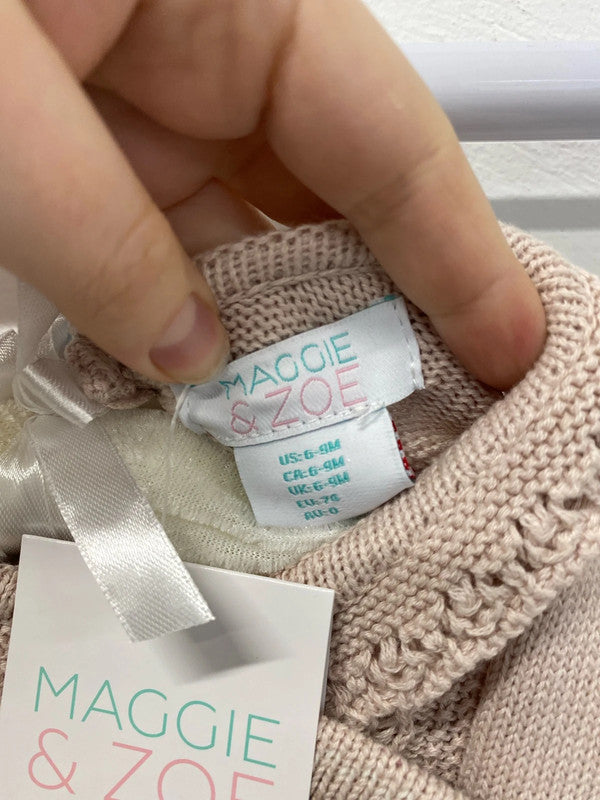 MAGGIE
& ZOE
US: 6-9M
CA: 6-9M
UK: 6-9M
EU: 74
AU: 0
MAGGIE
& ZOE